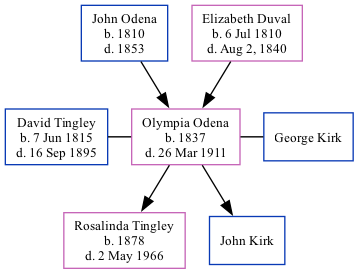 John Odena
b. 1810
d. 1853
Elizabeth Duval
b. 6 Jul 1810
d. Aug 2, 1840
David Tingley
b. 7 Jun 1815
d. 16 Sep 1895
Olympia Odena
b. 1837
d. 26 Mar 1911
George Kirk
Rosalinda Tingley
b. 1878
d. 2 May 1966
John Kirk